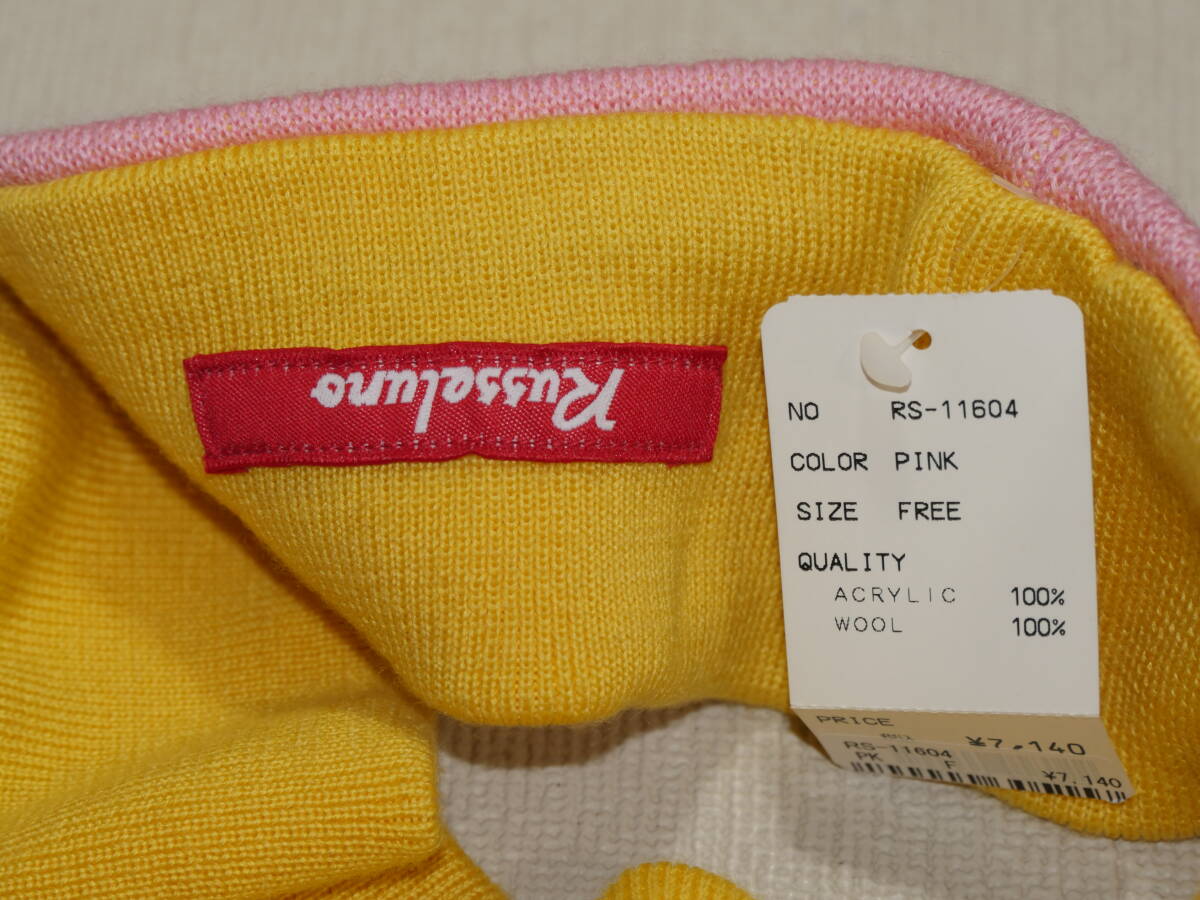 Russeluno
NO RS-11604
COLOR PINK
SIZE FREE
QUALITY
ACRYLIC 100%
WOOL 100%
PRICE
¥7,140
RS-11604
PK F
¥7,140